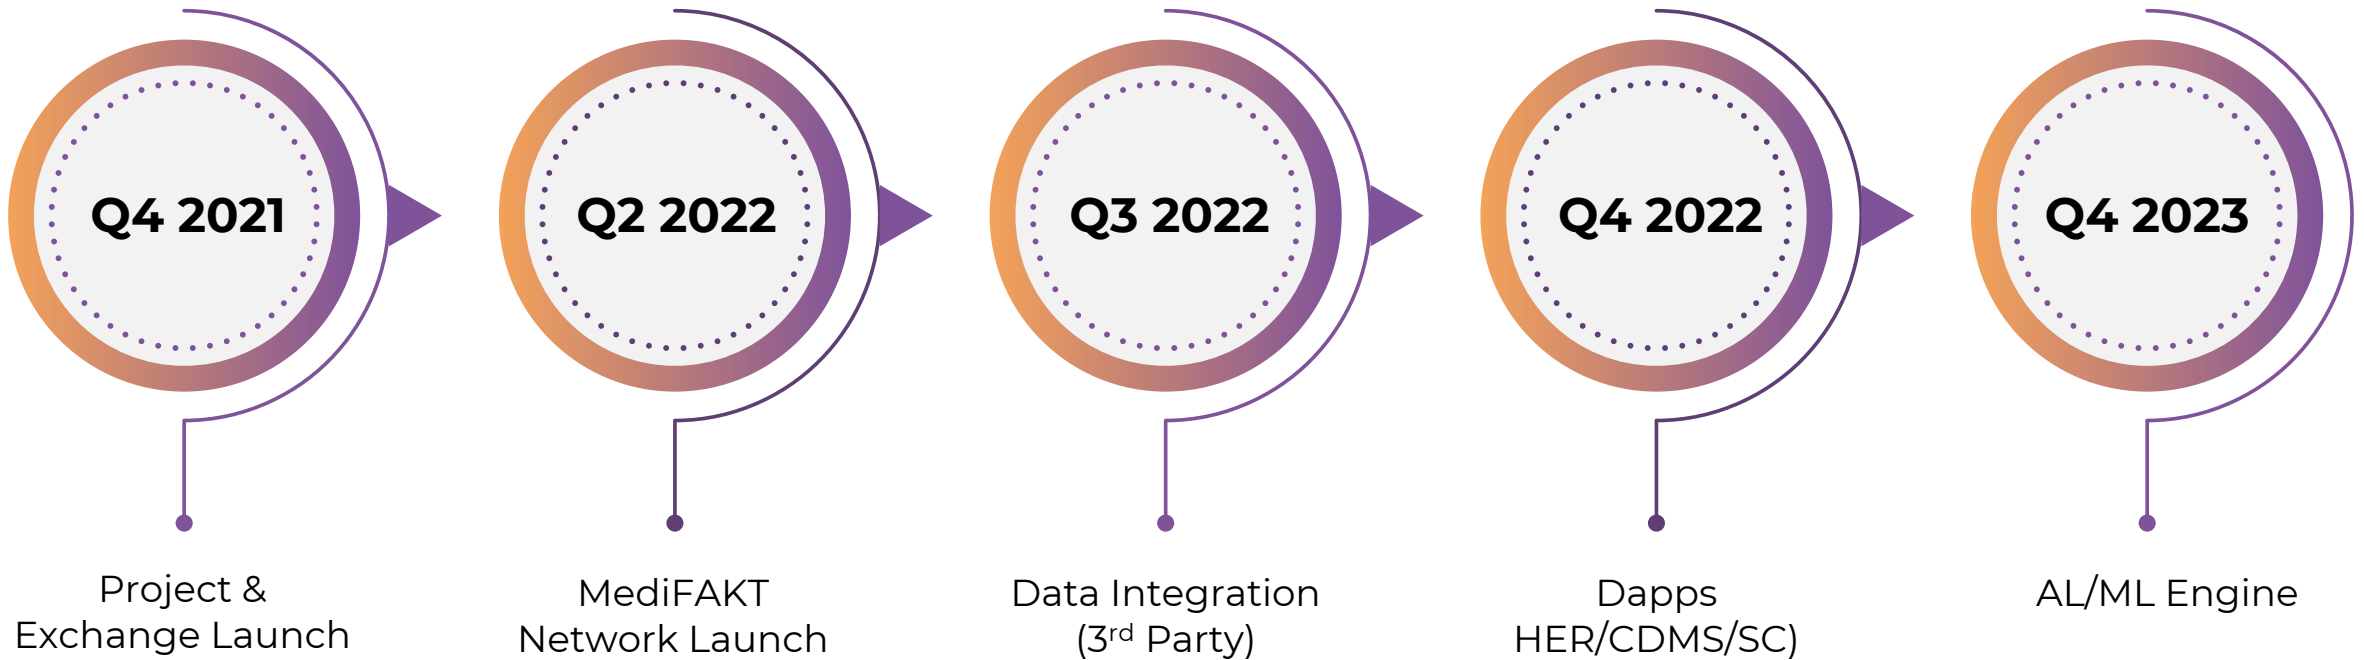 Q4 2021
Q2 2022
Q3 2022
Q4 2022
Q4 2023
Project &
Exchange Launch
MediFAKT
Network Launch
Data Integration
(3rd Party)
Dapps
HER/CDMS/SC)
AL/ML Engine